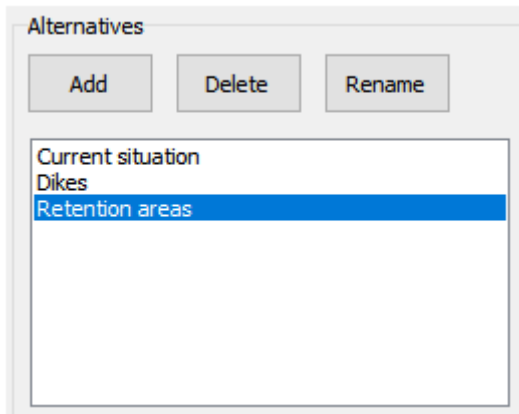 Alternatives
Add Delete Rename
Current situation
Dikes
Retention areas